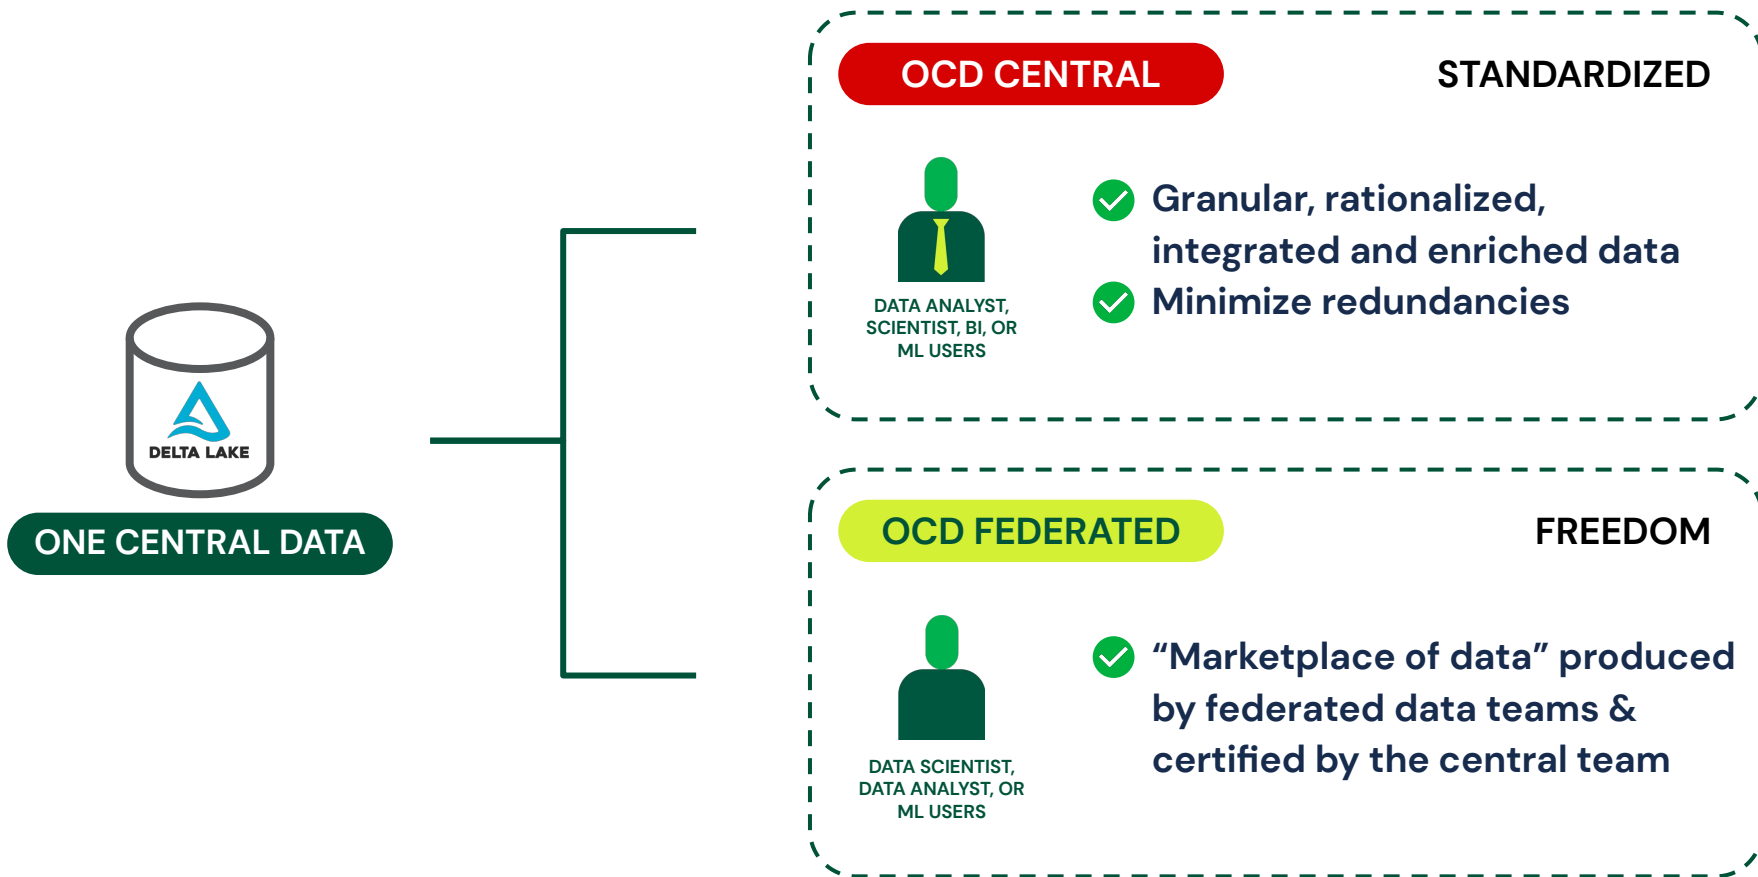 DELTA LAKE
ONE CENTRAL DATA
OCD CENTRAL
STANDARDIZED
DATA ANALYST,
SCIENTIST, BI, OR
ML USERS
Granular, rationalized,
integrated and enriched data
Minimize redundancies
OCD FEDERATED
FREEDOM
DATA SCIENTIST,
DATA ANALYST, OR
ML USERS
“Marketplace of data” produced
by federated data teams &
certified by the central team